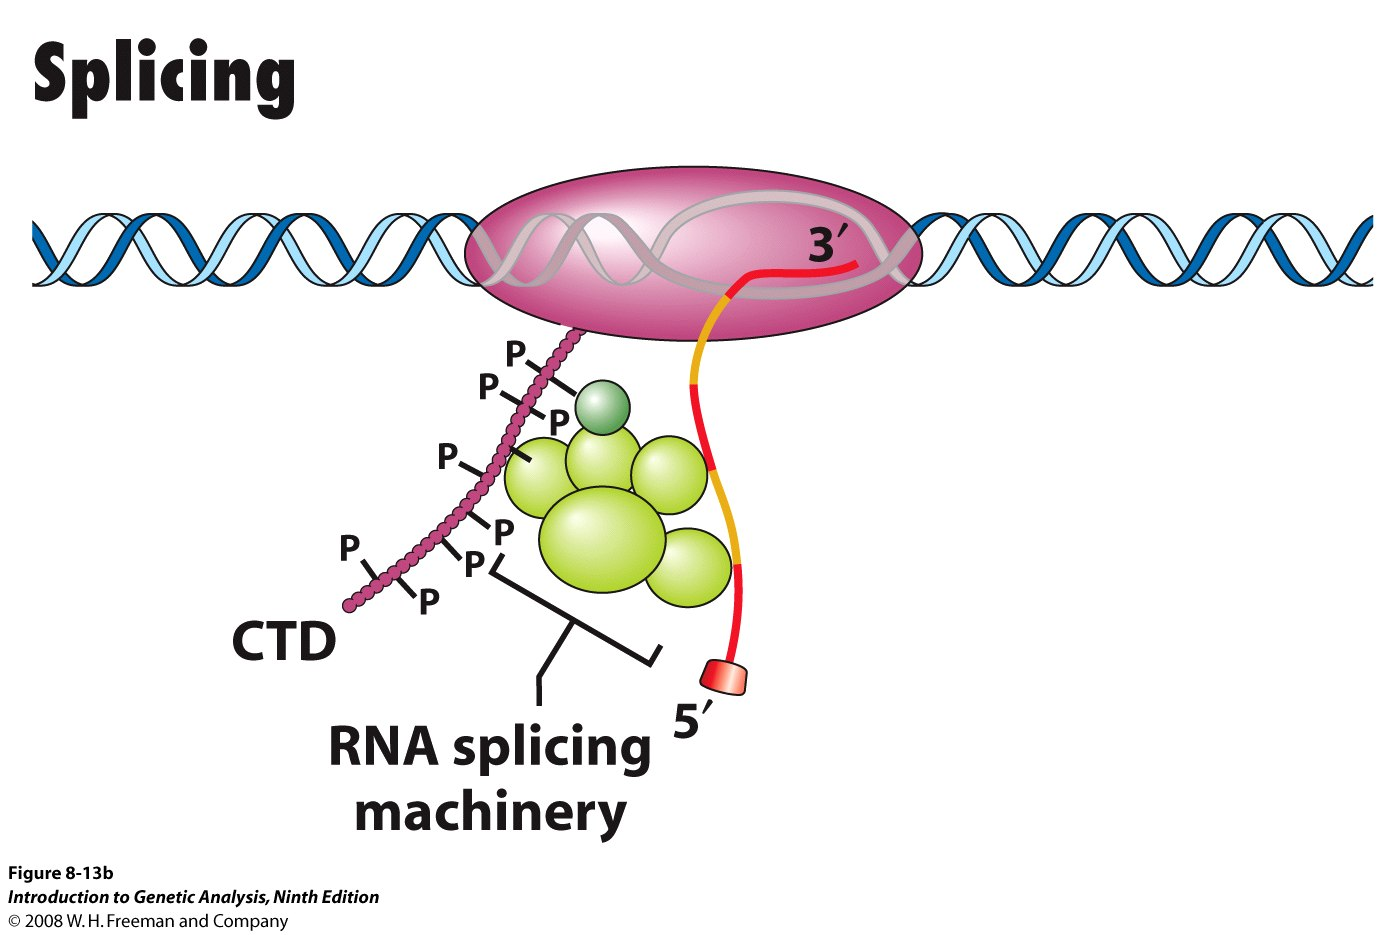 Splicing
3′
P
P
P
P
P
P
P
P
CTD
RNA splicing
machinery
5′
Figure 8-13b
Introduction to Genetic Analysis, Ninth Edition
© 2008 W. H. Freeman and Company